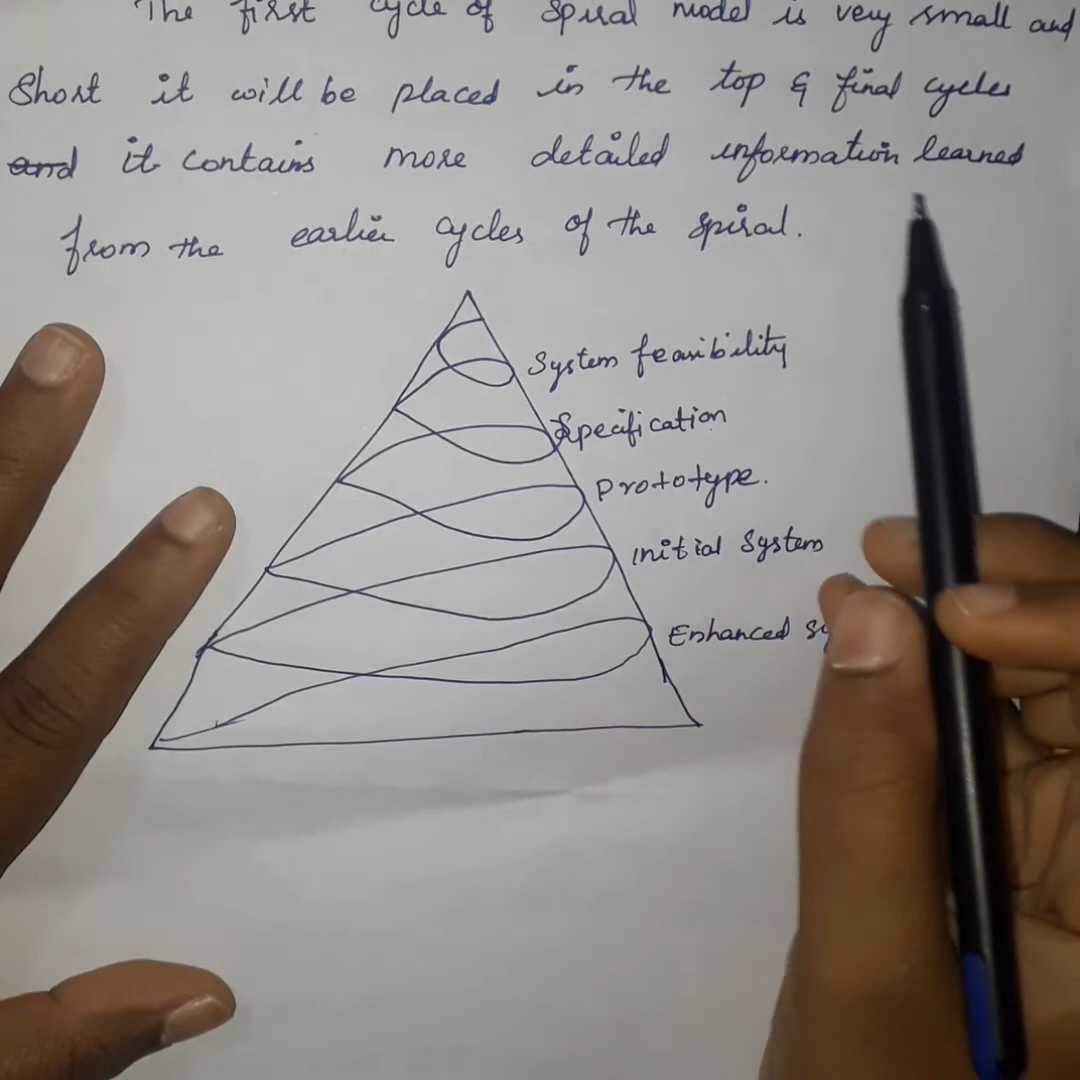 The first cycle of Spiral model is very small and
Short it will be placed in the top & final cycles
and it contains more detailed information learned
from the earlier cycles of the spiral.
System feasibility
Specification
Prototype.
Initial System
Enhanced